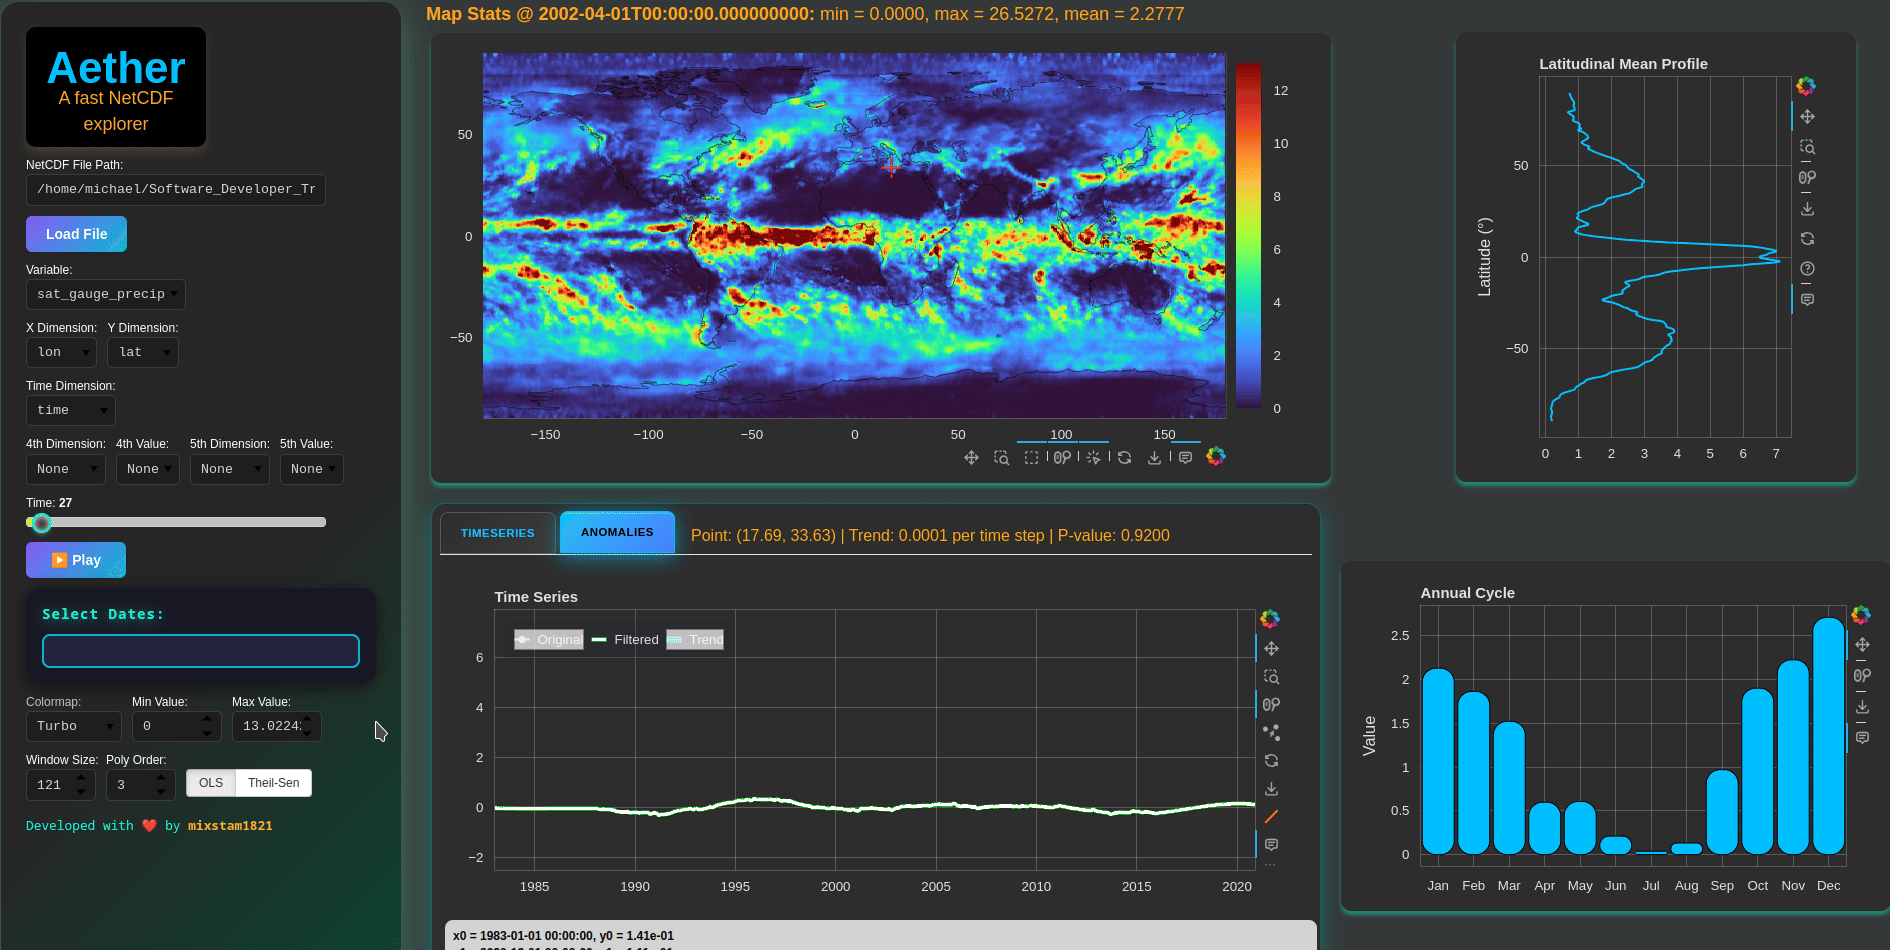 Aether
A fast NetCDF
explorer
NetCDF File Path:
/home/michael/Software_Developer_Tr
Load File
Variable:
sat_gauge_precip
X Dimension: Y Dimension:
lon lat
Time Dimension:
time
4th Dimension: 4th Value: 5th Dimension: 5th Value:
None None None None
Time: 27
Play
Select Dates:
Colormap: Min Value: Max Value:
Turbo 0 13.0224
Window Size: Poly Order:
121 3 OLS Theil-Sen
Developed with ❤️ by mixstam1821
Map Stats @ 2002-04-01T00:00:00.000000000: min = 0.0000, max = 26.5272, mean = 2.2777
50
0
−50
−150 −100 −50 0 50 100 150
12
10
8
6
4
2
0
Latitudinal Mean Profile
Latitude (°)
50
0
−50
0 1 2 3 4 5 6 7
TIMESERIES ANOMALIES Point: (17.69, 33.63) | Trend: 0.0001 per time step | P-value: 0.9200
Time Series
Original Filtered Trend
6
4
2
0
−2
1985 1990 1995 2000 2005 2010 2015 2020
x0 = 1983-01-01 00:00:00, y0 = 1.41e-01
Annual Cycle
Value
2.5
2
1.5
1
0.5
0
Jan Feb Mar Apr May Jun Jul Aug Sep Oct Nov Dec